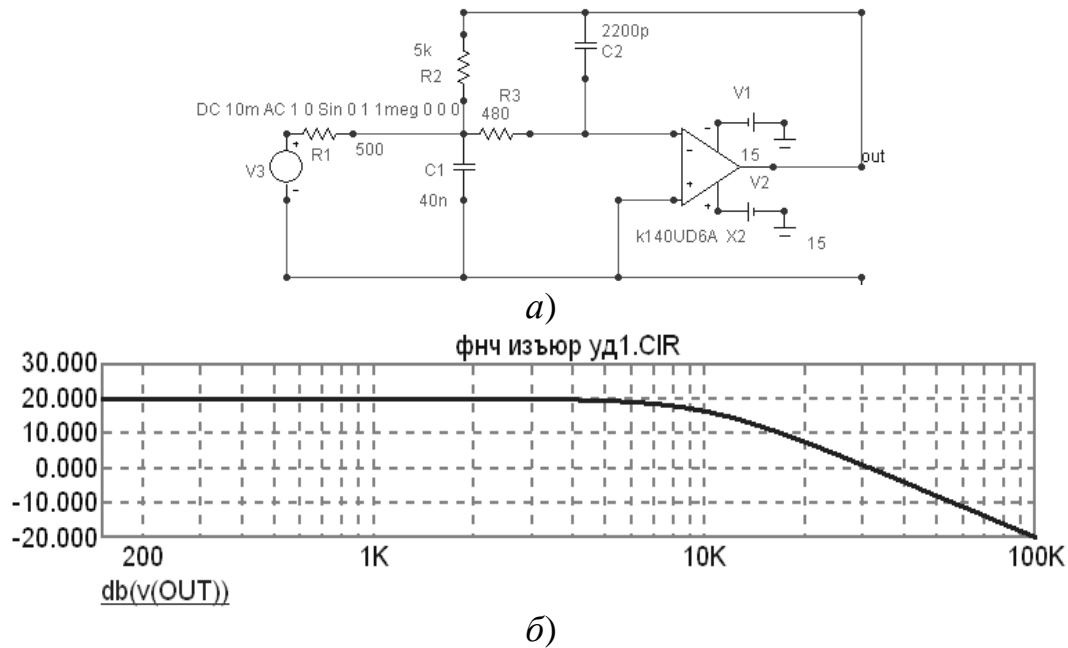 2200p
C2
5k
R2
R3
480
V1
DC 10m AC 1 0 Sin 0 1 1meg 0 0 0
R1
500
V3
C1
40n
15
out
V2
k140UD6A X2
15
а)
фнч изъюр уд1.CIR
30.000
20.000
10.000
0.000
-10.000
-20.000
200 1K 10K 100K
db(v(OUT))
б)